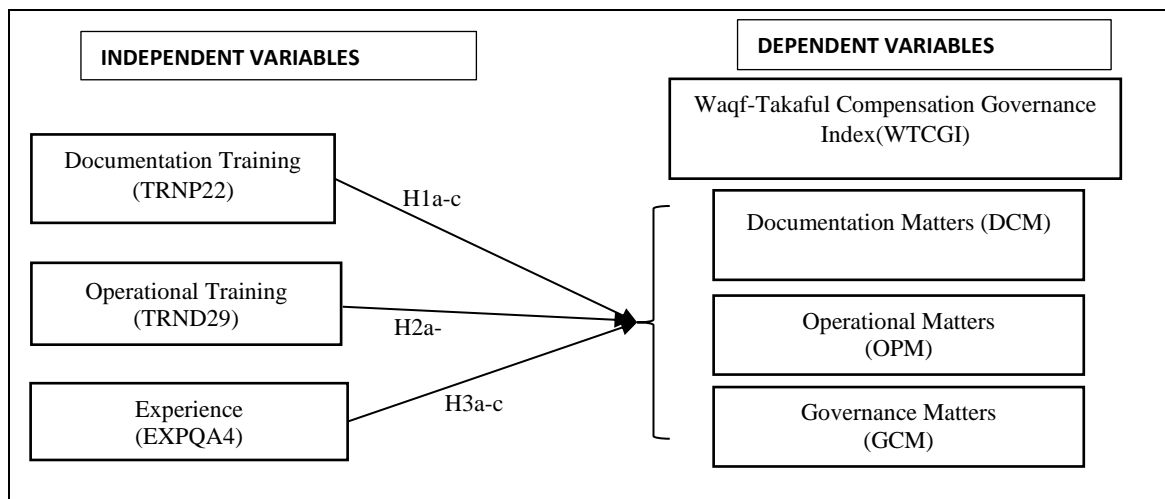 INDEPENDENT VARIABLES
Documentation Training
(TRNP22)
Operational Training
(TRND29)
Experience
(EXPQA4)
H1a-c
H2a-
H3a-c
DEPENDENT VARIABLES
Waqf-Takaful Compensation Governance
Index(WTCGI)
Documentation Matters (DCM)
Operational Matters
(OPM)
Governance Matters
(GCM)